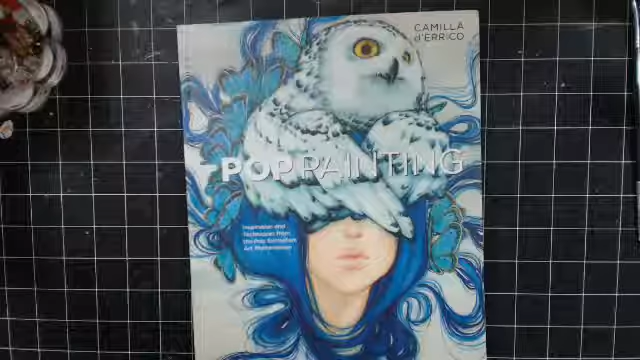 CAMILLA
d'ERRICO
POP PAINTING
Inspiration and
Techniques from
the Pop Surrealism
Art Phenomenon